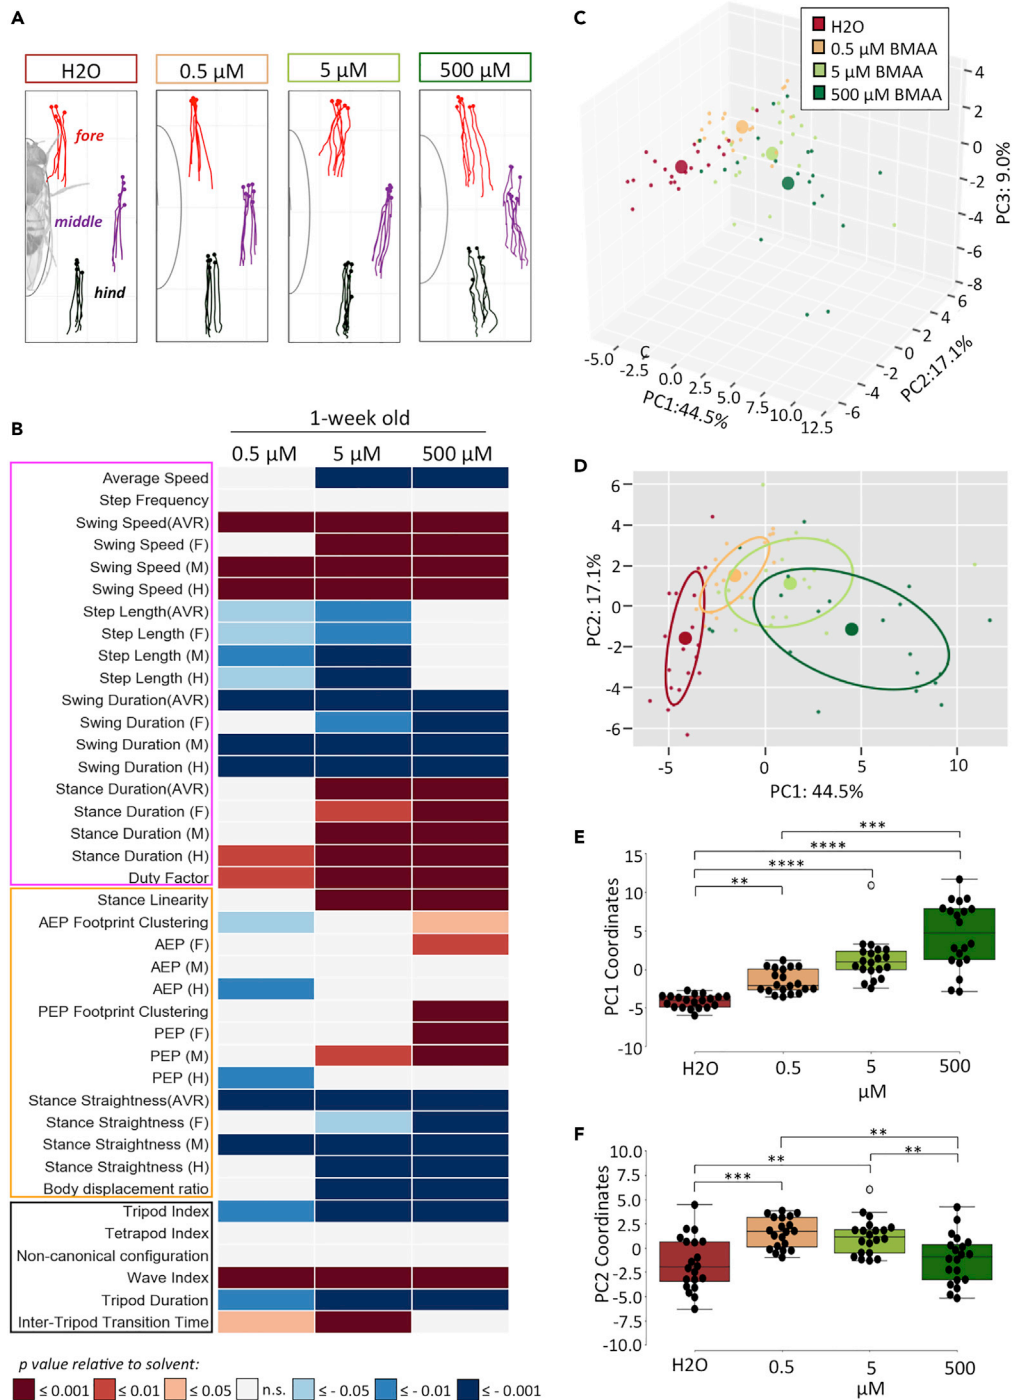 A
H2O 0.5 µM 5 µM 500 µM
fore
middle
hind
B
1-week old
0.5 µM 5 µM 500 µM
Average Speed
Step Frequency
Swing Speed(AVR)
Swing Speed (F)
Swing Speed (M)
Swing Speed (H)
Step Length(AVR)
Step Length (F)
Step Length (M)
Step Length (H)
Swing Duration(AVR)
Swing Duration (F)
Swing Duration (M)
Swing Duration (H)
Stance Duration(AVR)
Stance Duration (F)
Stance Duration (M)
Stance Duration (H)
Duty Factor
Stance Linearity
AEP Footprint Clustering
AEP (F)
AEP (M)
AEP (H)
PEP Footprint Clustering
PEP (F)
PEP (M)
PEP (H)
Stance Straightness(AVR)
Stance Straightness (F)
Stance Straightness (M)
Stance Straightness (H)
Body displacement ratio
Tripod Index
Tetrapod Index
Non-canonical configuration
Wave Index
Tripod Duration
Inter-Tripod Transition Time
p value relative to solvent:
≤ 0.001 ≤ 0.01 ≤ 0.05 n.s. ≤ - 0.05 ≤ - 0.01 ≤ - 0.001
C
H2O
0.5 µM BMAA
5 µM BMAA
500 µM BMAA
4
2
0
-2
-4
-6
-8
PC3: 9.0%
6
4
2
0
-2
-4
-6
PC2:17.1%
C
-5.0 -2.5 0.0 2.5 5.0 7.5 10.0 12.5
PC1:44.5%
D
6
4
2
0
-2
-4
-6
PC2: 17.1%
-5 0 5 10
PC1: 44.5%
E
***
****
****
**
15
10
5
0
-5
-10
PC1 Coordinates
H2O 0.5 5 500
µM
F
**
** **
***
10.0
7.5
5.0
2.5
0
-2.5
-5.0
-7.5
-10.0
PC2 Coordinates
H2O 0.5 5 500
µM